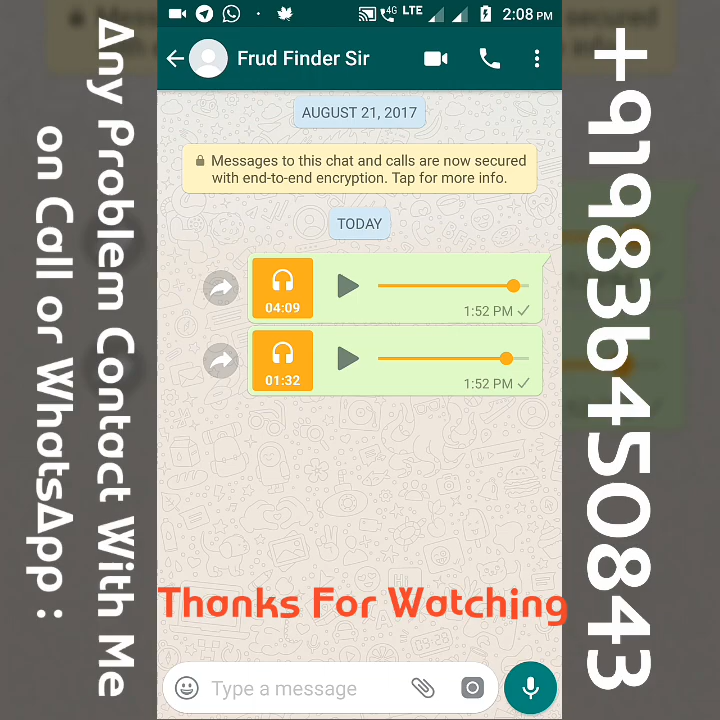 Any Problem Contact With Me
on Call or WhatsApp :
4G LTE 2:08 PM
Frud Finder Sir
AUGUST 21, 2017
Messages to this chat and calls are now secured
with end-to-end encryption. Tap for more info.
TODAY
04:09
1:52 PM
01:32
1:52 PM
Thanks For Watching
Type a message
+919836450843